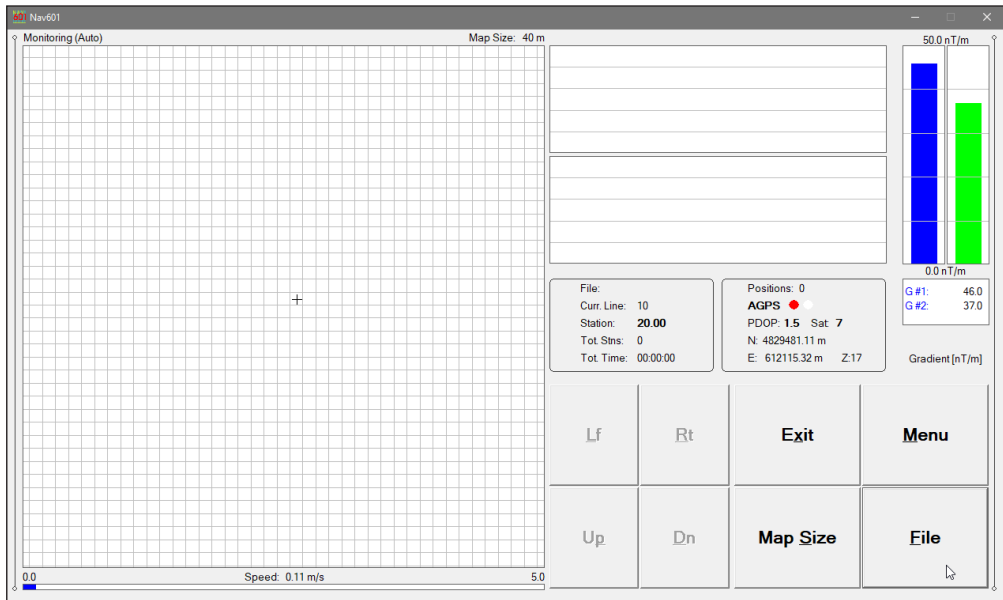 601 Nav601
Monitoring (Auto) Map Size: 40 m
50.0 nT/m
0.0 nT/m
G #1: 46.0
G #2: 37.0
Gradient [nT/m]
File:
Curr. Line: 10
Station: 20.00
Tot. Stns: 0
Tot. Time: 00:00:00
Positions: 0
AGPS
PDOP: 1.5 Sat: 7
N: 4829481.11 m
E: 612115.32 m Z:17
Lf Rt Exit Menu
Up Dn Map Size File
0.0 Speed: 0.11 m/s 5.0